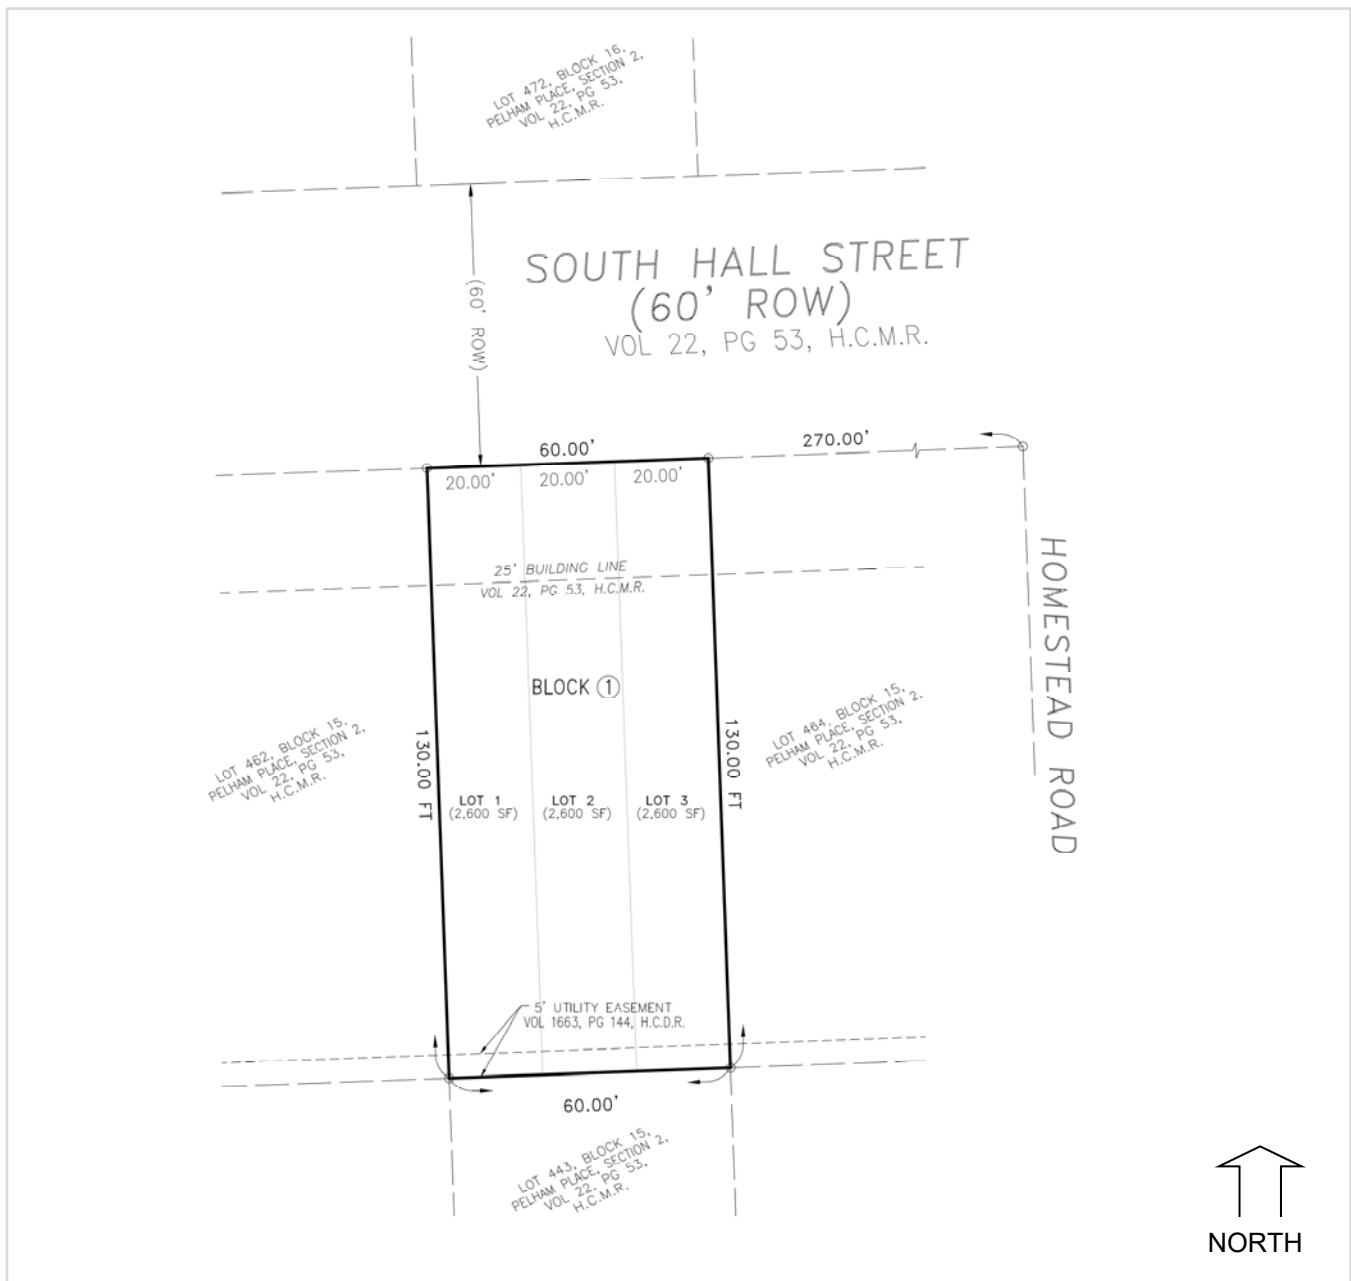 LOT 472, BLOCK 16,
PELHAM PLACE, SECTION 2,
VOL 22, PG 53,
H.C.M.R.
(60' ROW)
SOUTH HALL STREET
(60' ROW)
VOL 22, PG 53, H.C.M.R.
60.00'
270.00'
20.00'
20.00'
20.00'
25' BUILDING LINE
VOL 22, PG 53, H.C.M.R.
HOMESTEAD ROAD
BLOCK 1
LOT 462, BLOCK 15,
PELHAM PLACE, SECTION 2,
VOL 22, PG 53,
H.C.M.R.
130.00 FT
130.00 FT
LOT 464, BLOCK 15,
PELHAM PLACE, SECTION 2,
VOL 22, PG 53,
H.C.M.R.
LOT 1
(2,600 SF)
LOT 2
(2,600 SF)
LOT 3
(2,600 SF)
5' UTILITY EASEMENT
VOL 1663, PG 144, H.C.D.R.
60.00'
LOT 443, BLOCK 15,
PELHAM PLACE, SECTION 2,
VOL 22, PG 53,
H.C.M.R.
NORTH